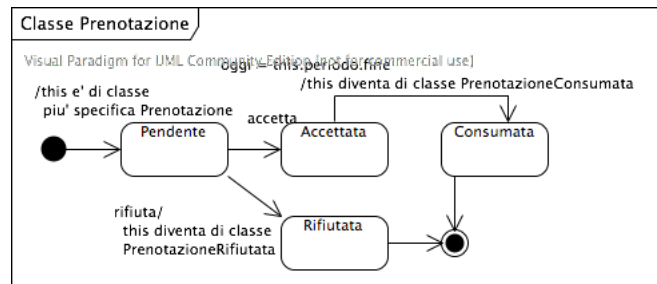 Classe Prenotazione
Visual Paradigm for UML Community Edition [not for commercial use]
oggi = this.periodo.fine
/this diventa di classe PrenotazioneConsumata
/this e' di classe
piu' specifica Prenotazione
accetta
Pendente
Accettata
Consumata
rifiuta/
this diventa di classe
PrenotazioneRifiutata
Rifiutata